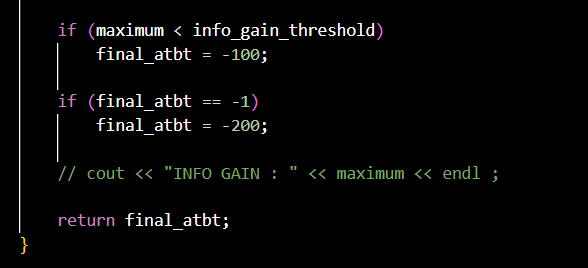 if (maximum < info_gain_threshold)
final_atbt = -100;
if (final_atbt == -1)
final_atbt = -200;
// cout << "INFO GAIN : " << maximum << endl ;
return final_atbt;
}